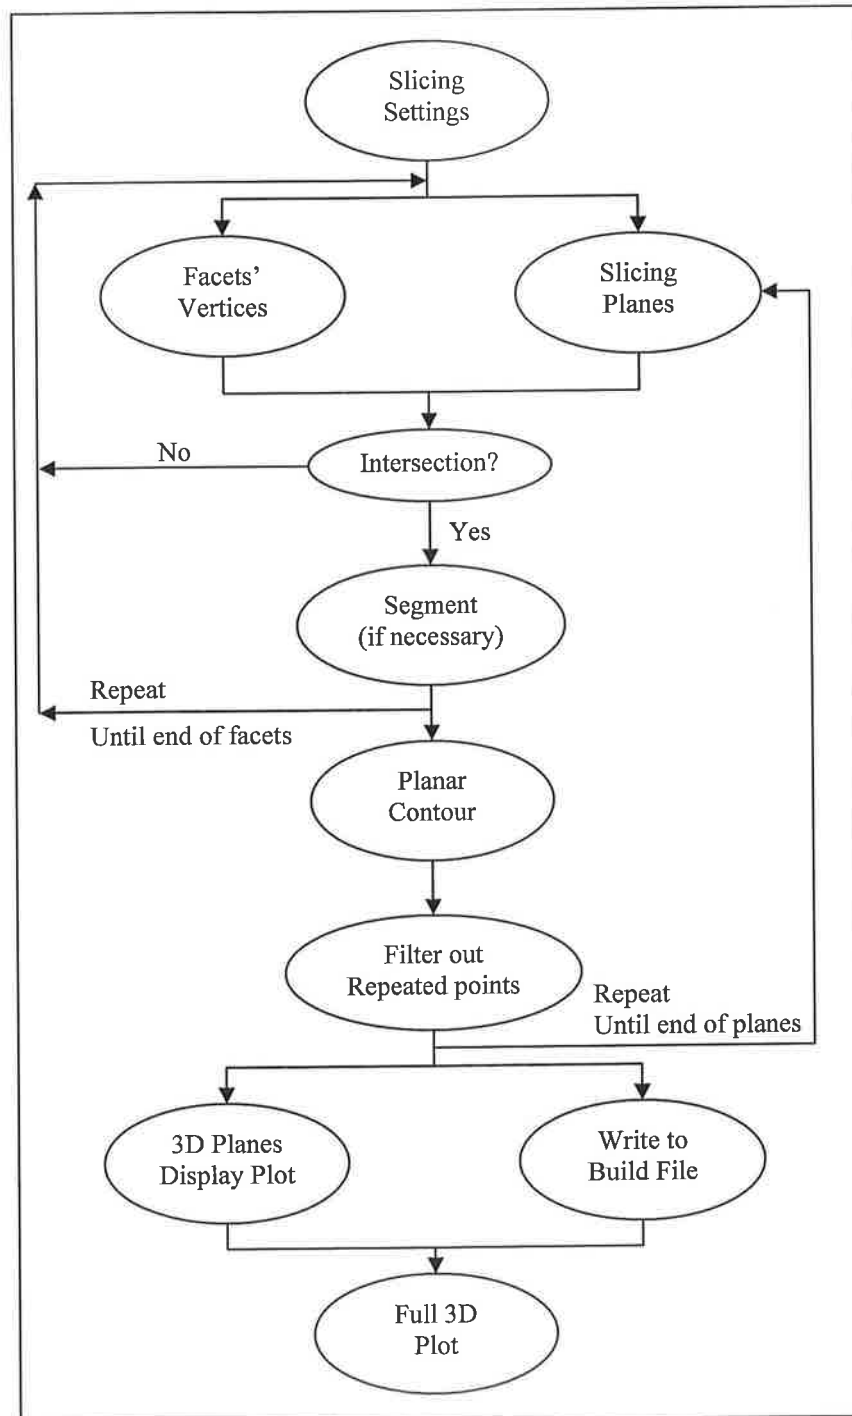 Slicing
Settings
Facets’
Vertices
Slicing
Planes
No
Intersection?
Yes
Segment
(if necessary)
Repeat
Until end of facets
Planar
Contour
Filter out
Repeated points
Repeat
Until end of planes
3D Planes
Display Plot
Write to
Build File
Full 3D
Plot